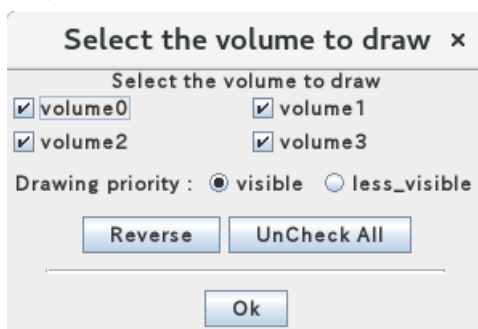 Select the volume to draw ×
Select the volume to draw
volume0 volume1
volume2 volume3
Drawing priority : visible less_visible
Reverse UnCheck All
Ok